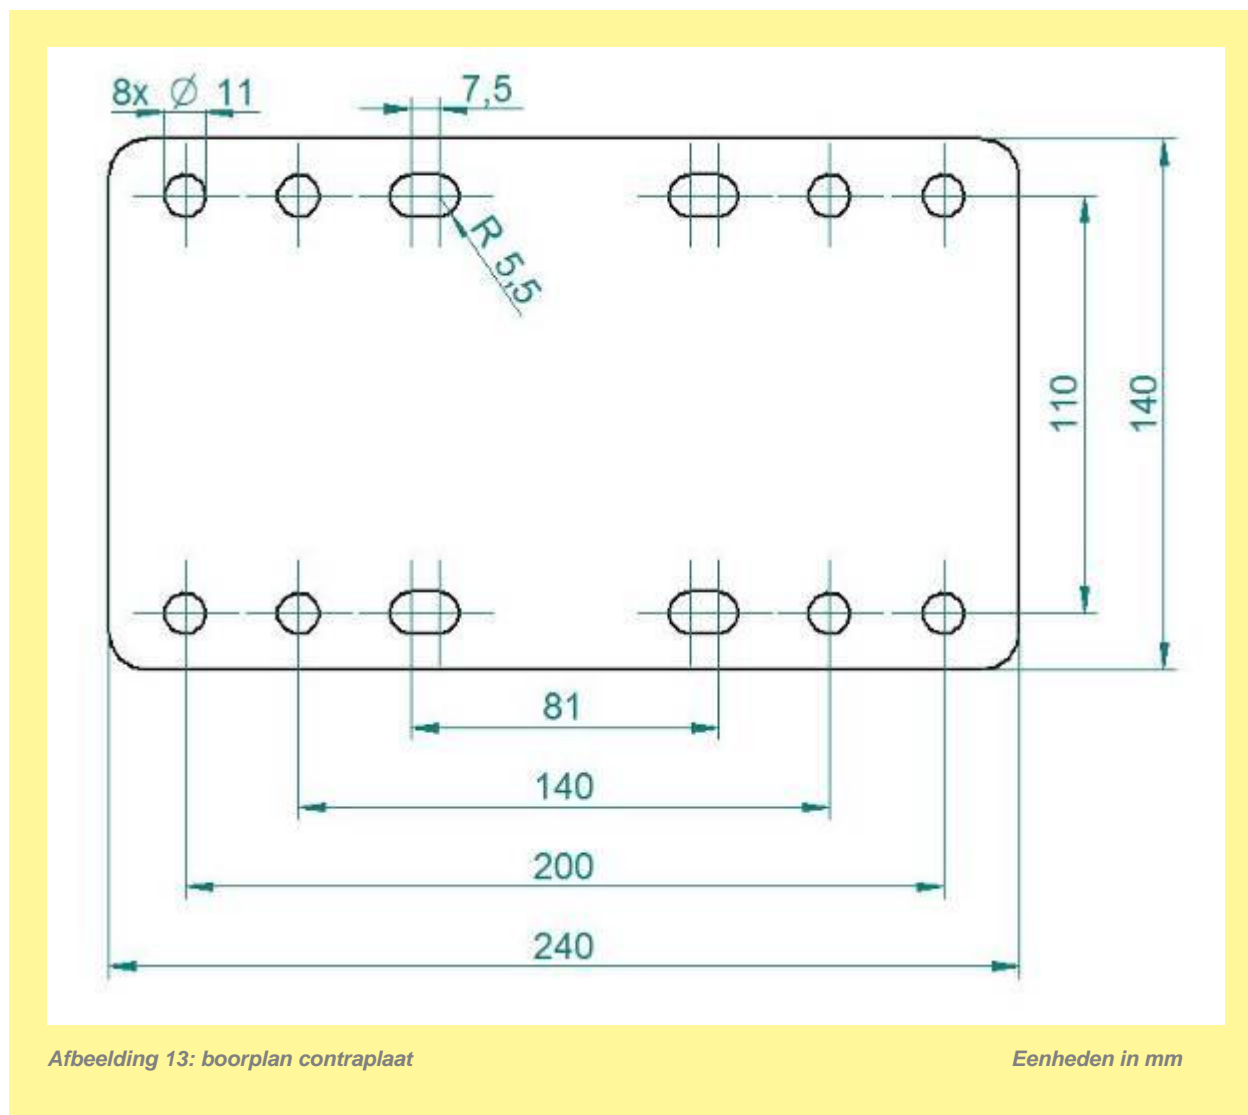 8x ∅ 11
7,5
R 5,5
110
140
81
140
200
240
Afbeelding 13: boorplan contraplaat
Eenheden in mm